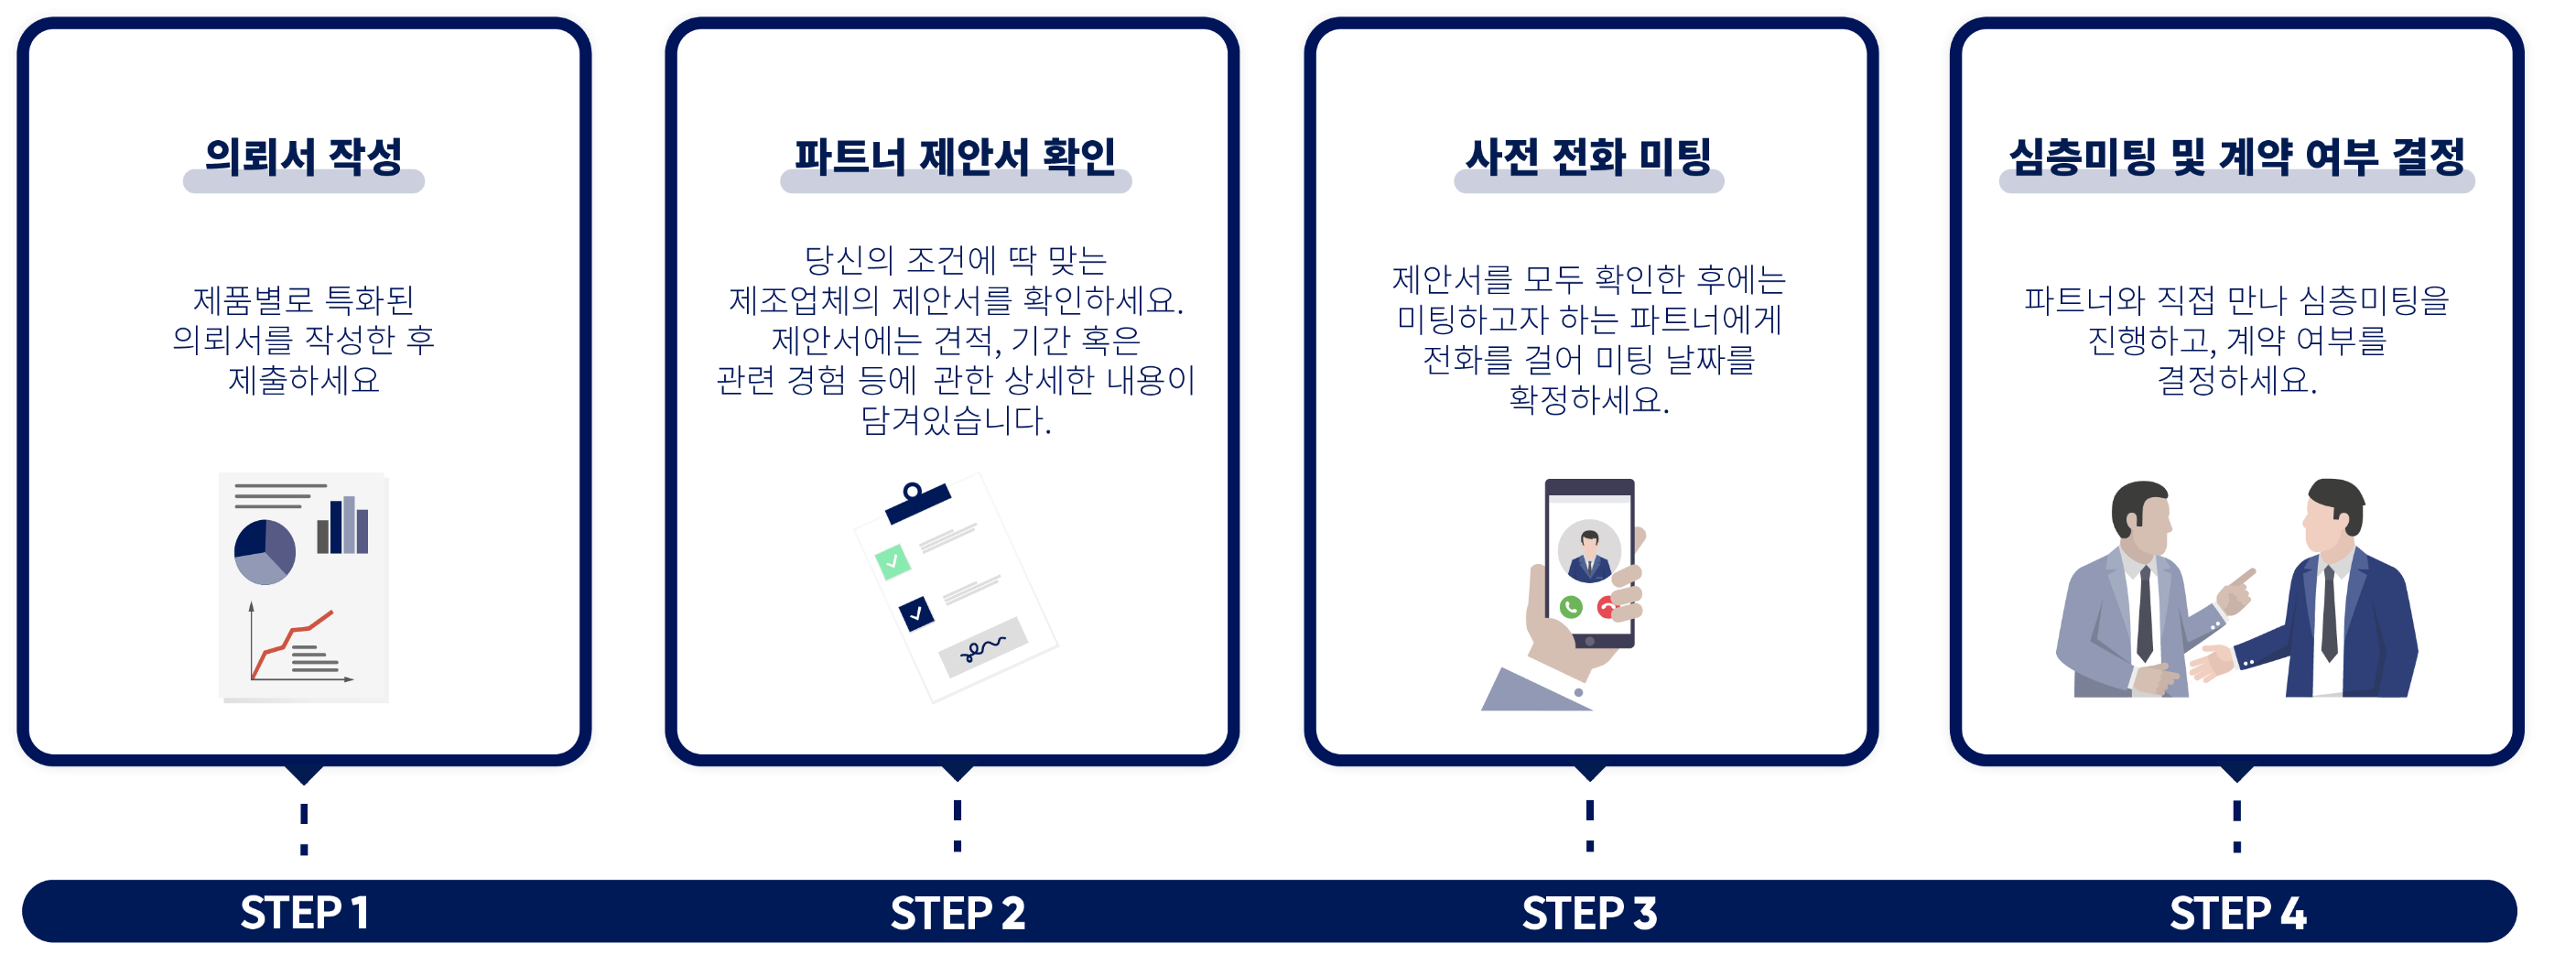 의뢰서 작성
제품별로 특화된
의뢰서를 작성한 후
제출하세요
STEP 1
파트너 제안서 확인
당신의 조건에 딱 맞는
제조업체의 제안서를 확인하세요.
제안서에는 견적, 기간 혹은
관련 경험 등에 관한 상세한 내용이
담겨있습니다.
STEP 2
사전 전화 미팅
제안서를 모두 확인한 후에는
미팅하고자 하는 파트너에게
전화를 걸어 미팅 날짜를
확정하세요.
STEP 3
심층미팅 및 계약 여부 결정
파트너와 직접 만나 심층미팅을
진행하고, 계약 여부를
결정하세요.
STEP 4